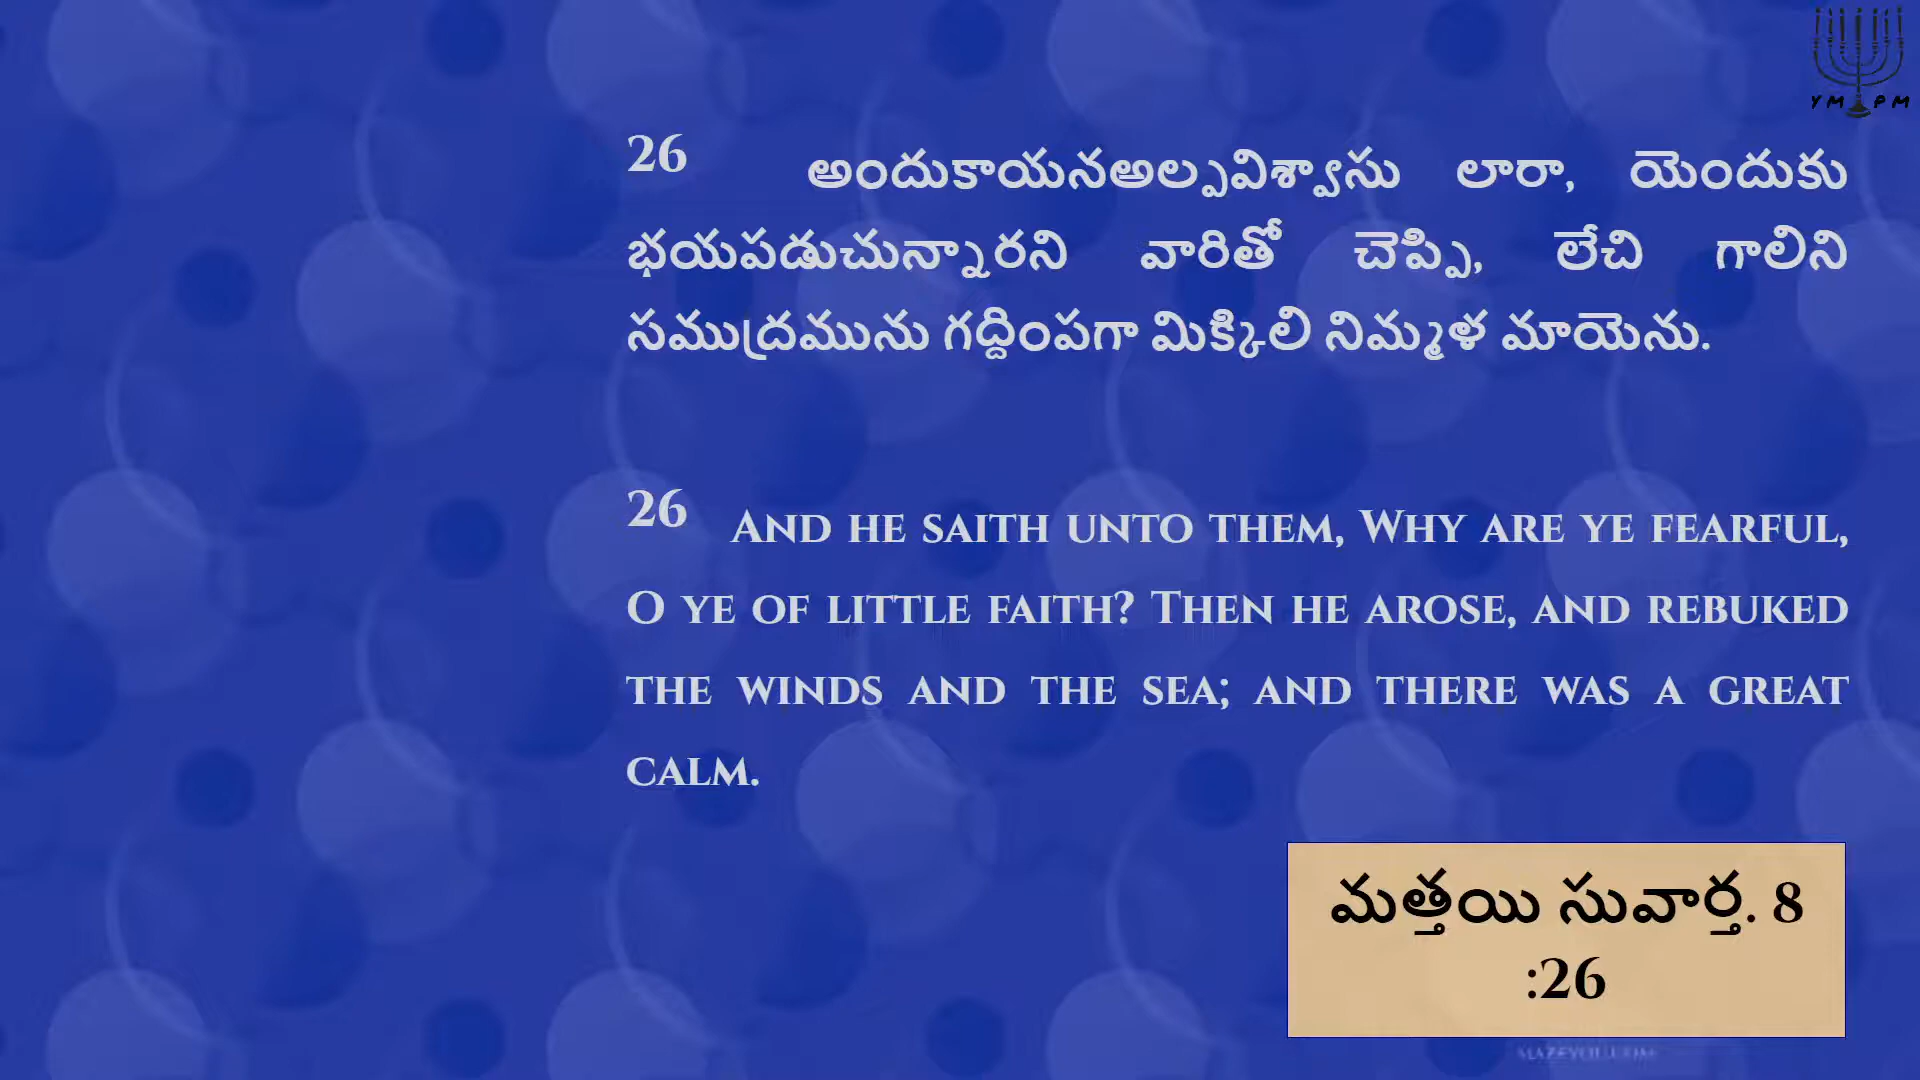 Y M P M
26 అందుకాయనఅల్పవిశ్వాసు లారా, యెందుకు
భయపడుచున్నారని వారితో చెప్పి, లేచి గాలిని
సముద్రమును గద్దింపగా మిక్కిలి నిమ్మళ మాయెను.
26 And he saith unto them, Why are ye fearful,
O ye of little faith? Then he arose, and rebuked
the winds and the sea; and there was a great
calm.
మత్తయి సువార్త. 8
:26